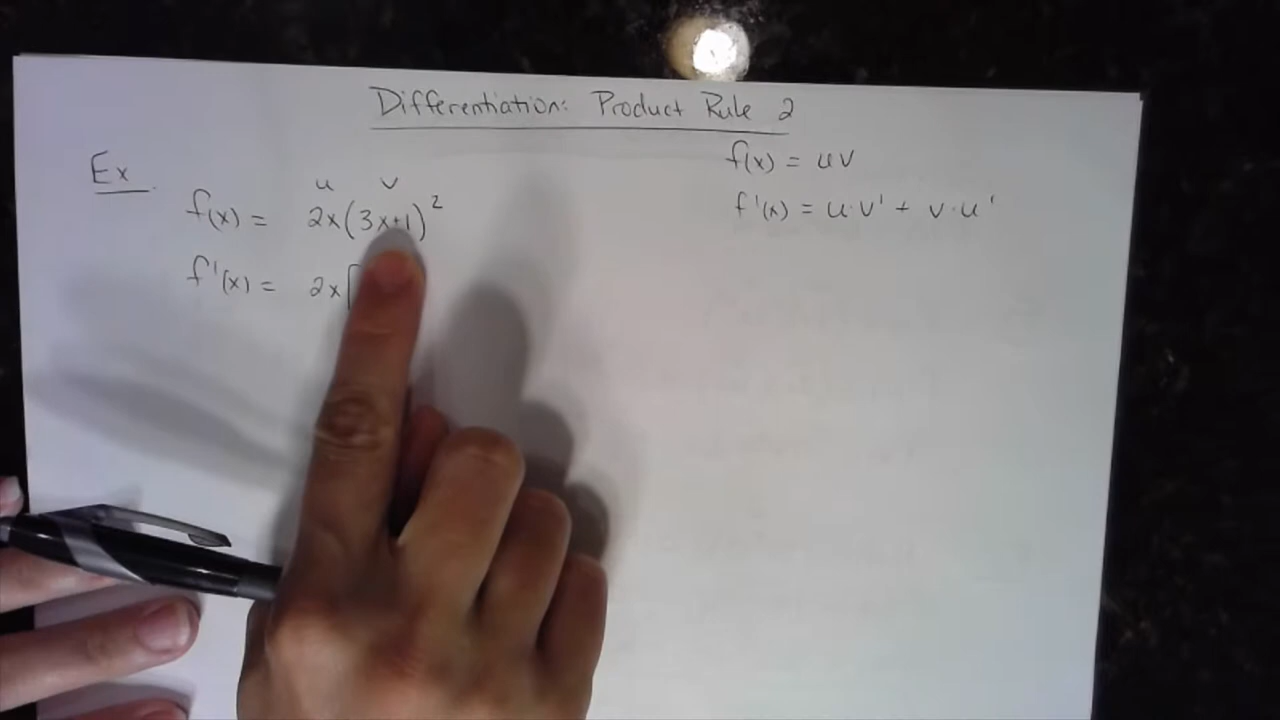 Differentiation: Product Rule 2
f(x) = uv
Ex
u v
f(x) = 2x(3x+1)²
f'(x) = u·v' + v·u'
f'(x) = 2x[